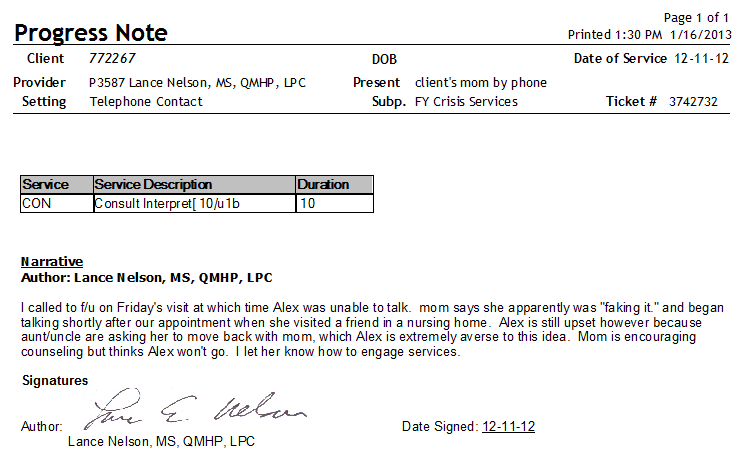 Page 1 of 1
Progress Note
Printed 1:30 PM 1/16/2013
Client 772267 DOB Date of Service 12-11-12
Provider P3587 Lance Nelson, MS, QMHP, LPC Present client's mom by phone
Setting Telephone Contact Subp. FY Crisis Services Ticket # 3742732
Service Service Description Duration
CON Consult Interpret[ 10/u1b 10
Narrative
Author: Lance Nelson, MS, QMHP, LPC
I called to f/u on Friday's visit at which time Alex was unable to talk. mom says she apparently was "faking it." and began
talking shortly after our appointment when she visited a friend in a nursing home. Alex is still upset however because
aunt/uncle are asking her to move back with mom, which Alex is extremely averse to this idea. Mom is encouraging
counseling but thinks Alex won't go. I let her know how to engage services.
Signatures
Lance E Nelson
Author: Date Signed: 12-11-12
Lance Nelson, MS, QMHP, LPC